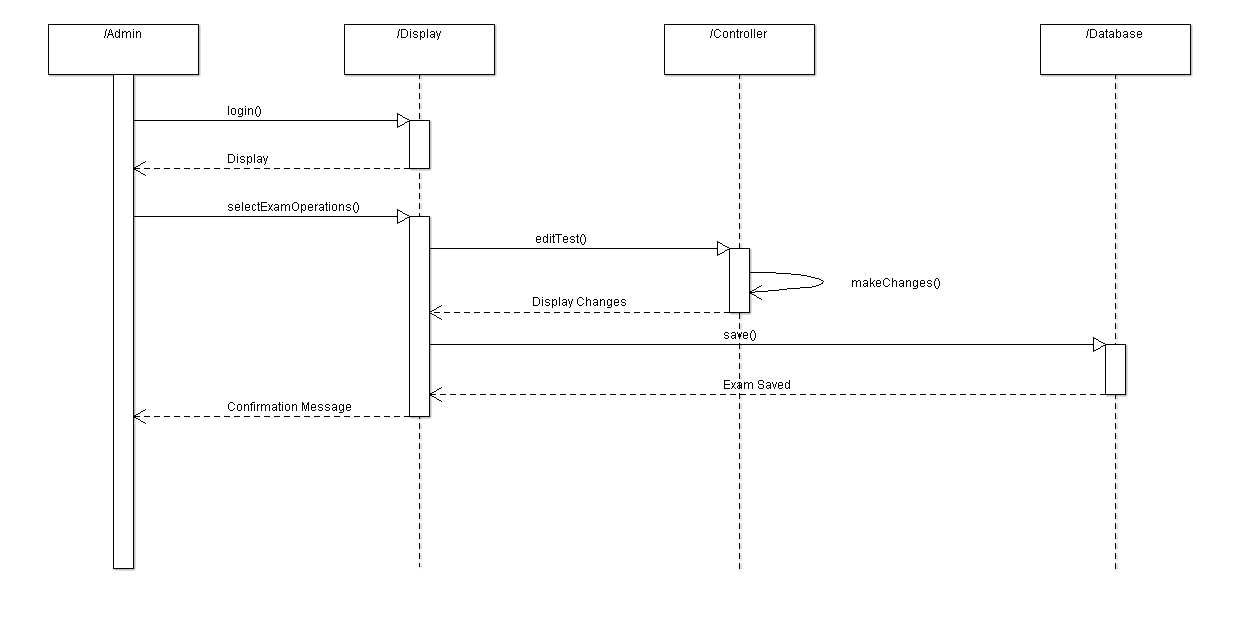 /Admin
/Display
/Controller
/Database
login()
Display
selectExamOperations()
editTest()
makeChanges()
Display Changes
save()
Exam Saved
Confirmation Message